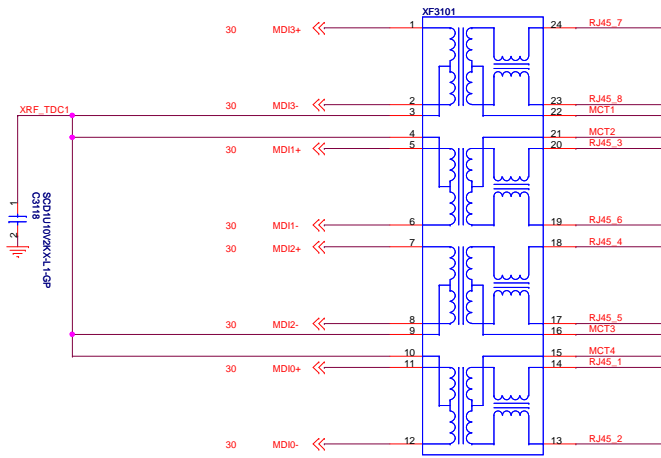 XF3101
30 MDI3+ 1 24 RJ45_7
30 MDI3- 2 23 RJ45_8
XRF_TDC1 3 22 MCT1
4 21 MCT2
30 MDI1+ 5 20 RJ45_3
1
C3118
SCD1U10V2KX-L1-GP
2
30 MDI1- 6 19 RJ45_6
30 MDI2+ 7 18 RJ45_4
30 MDI2- 8 17 RJ45_5
9 16 MCT3
10 15 MCT4
30 MDI0+ 11 14 RJ45_1
30 MDI0- 12 13 RJ45_2